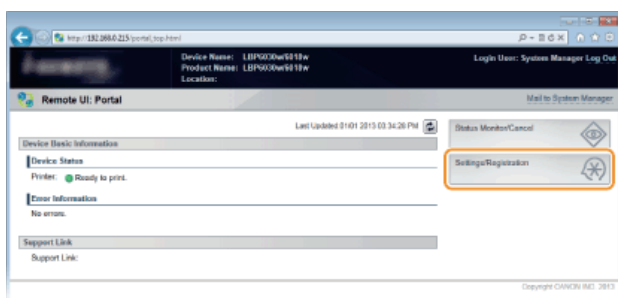 http://192.168.0.215/portal_top.html
Device Name: LBP6030w/6018w
Product Name: LBP6030w/6018w
Location:
Login User: System Manager Log Out
Remote UI: Portal
Mail to System Manager
Last Updated 01/01 2013 03:34:26 PM
Device Basic Information
Device Status
Printer: Ready to print.
Error Information
No errors.
Support Link
Support Link:
Status Monitor/Cancel
Settings/Registration
Copyright CANON INC. 2013